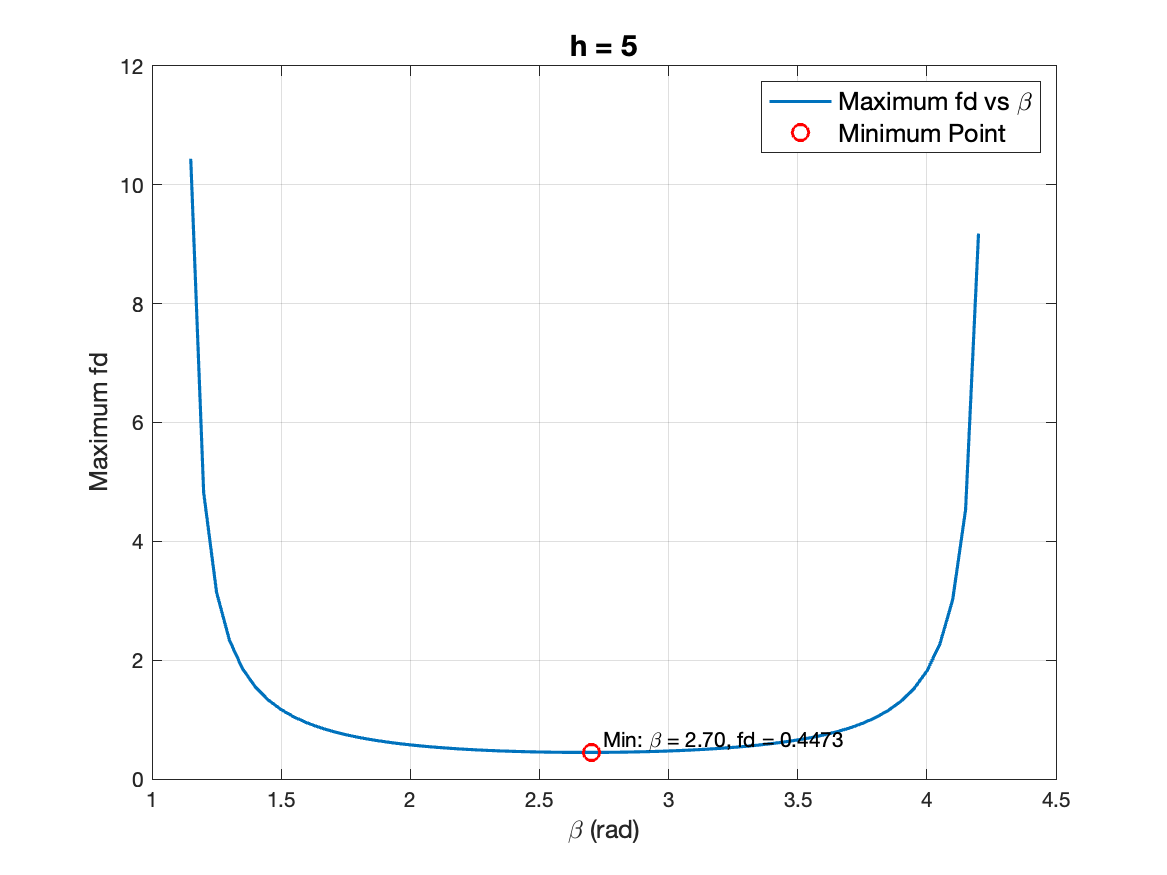 h = 5
12
10
8
6
4
2
0
Maximum fd
Maximum fd vs β
Minimum Point
Min: β = 2.70, fd = 0.4473
1
1.5
2
2.5
3
3.5
4
4.5
β (rad)